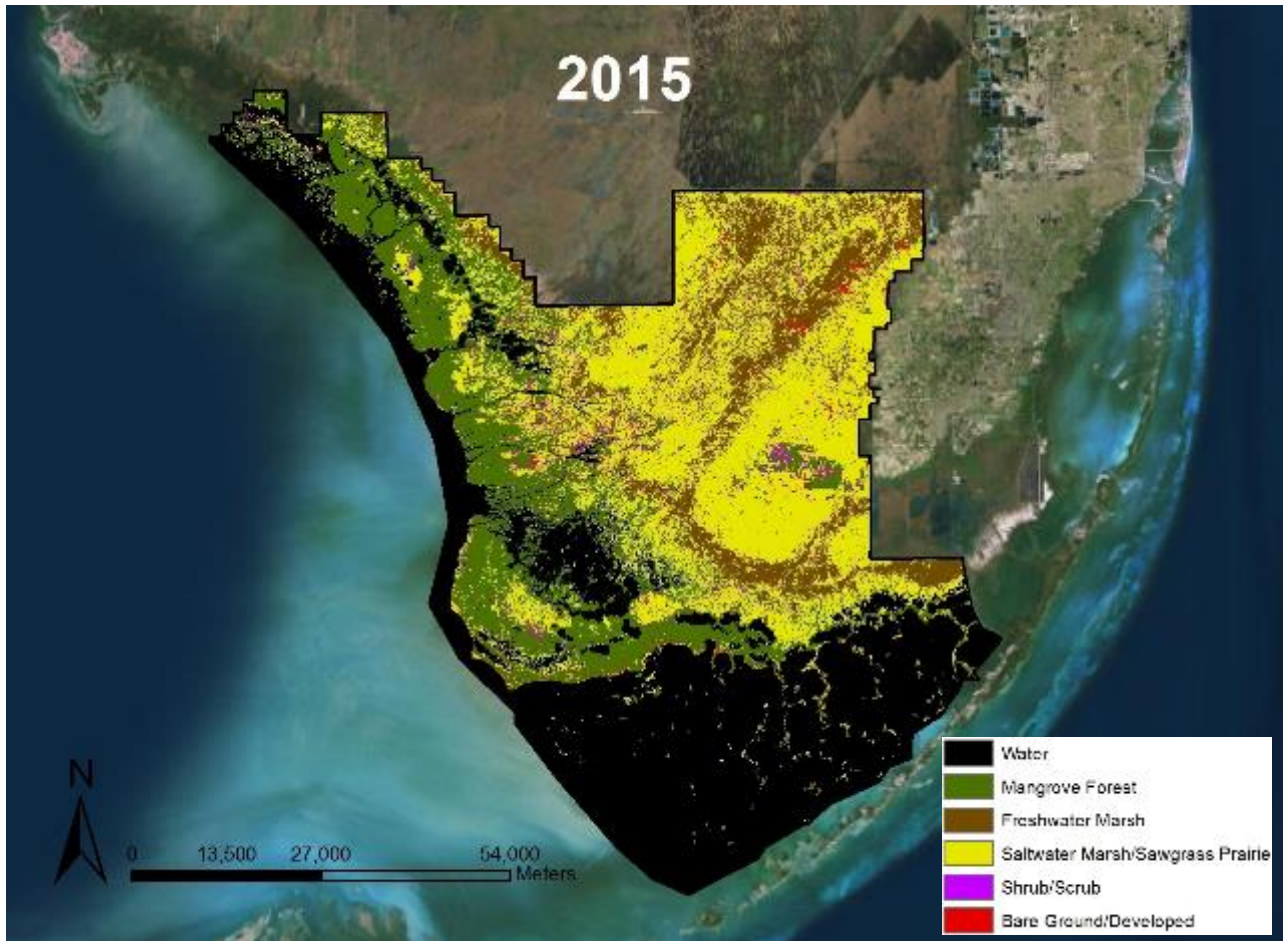 2015
N
0 13,500 27,000 54,000
Meters
Water
Mangrove Forest
Freshwater Marsh
Saltwater Marsh/Sawgrass Prairie
Shrub/Scrub
Bare Ground/Developed